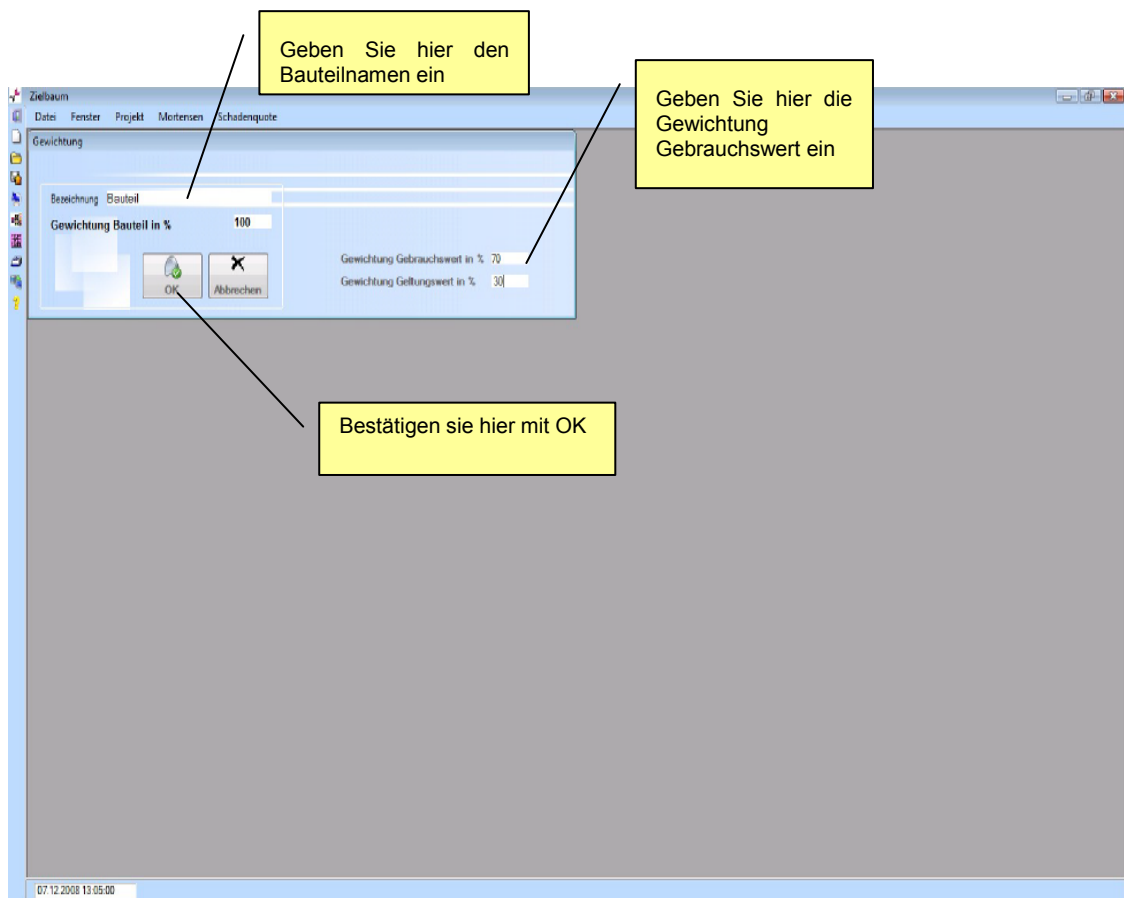 Geben Sie hier den
Bauteilnamen ein
Geben Sie hier die
Gewichtung
Gebrauchswert ein
Zielbaum
Datei Fenster Projekt Mortensen Schadenquote
Gewichtung
Bezeichnung Bauteil
Gewichtung Bauteil in % 100
Gewichtung Gebrauchswert in % 70
Gewichtung Geltungswert in % 30
OK Abbrechen
Bestätigen sie hier mit OK
07.12.2008 13:05:00